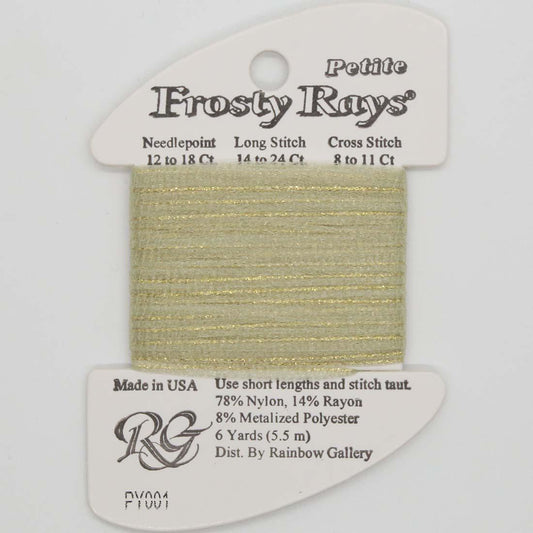 Petite
Frosty Rays®
Needlepoint Long Stitch Cross Stitch
12 to 18 Ct. 14 to 24 Ct. 8 to 11 Ct
Made in USA
Use short lengths and stitch taut.
78% Nylon, 14% Rayon
8% Metalized Polyester
6 Yards (5.5 m)
Dist. By Rainbow Gallery
RG
PY001